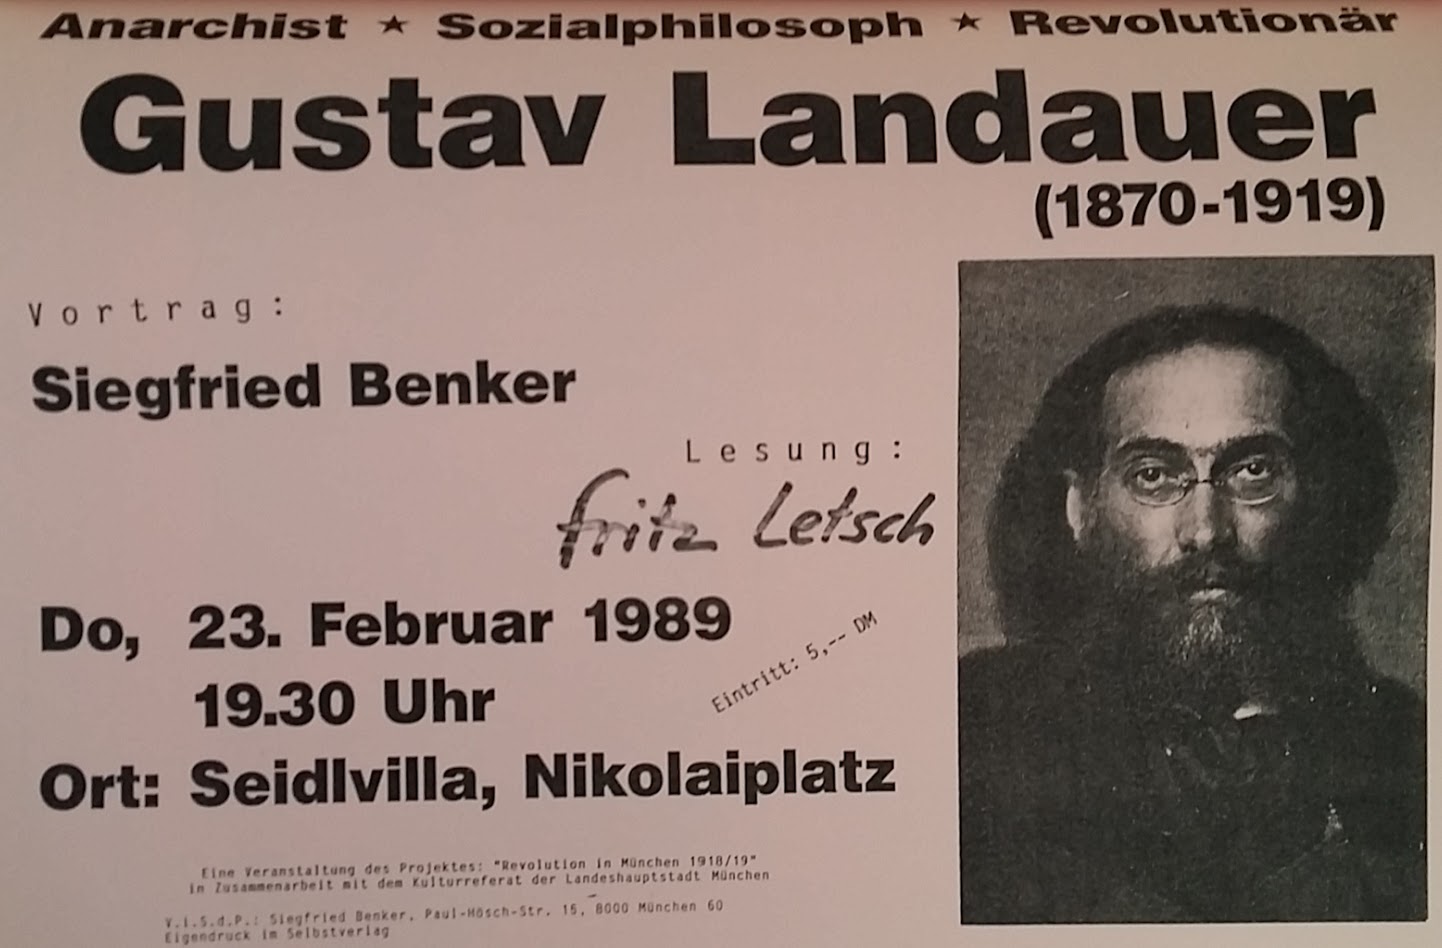 Anarchist ★ Sozialphilosoph ★ Revolutionär
Gustav Landauer
(1870-1919)
Vortrag:
Siegfried Benker
Lesung:
fritz Letsch
Do, 23. Februar 1989
19.30 Uhr
Eintritt: 5,-- DM
Ort: Seidlvilla, Nikolaiplatz
Eine Veranstaltung des Projektes: "Revolution in München 1918/19"
in Zusammenarbeit mit dem Kulturreferat der Landeshauptstadt München
V.i.S.d.P.: Siegfried Benker, Paul-Hösch-Str. 15, 8000 München 60
Eigendruck im Selbstverlag